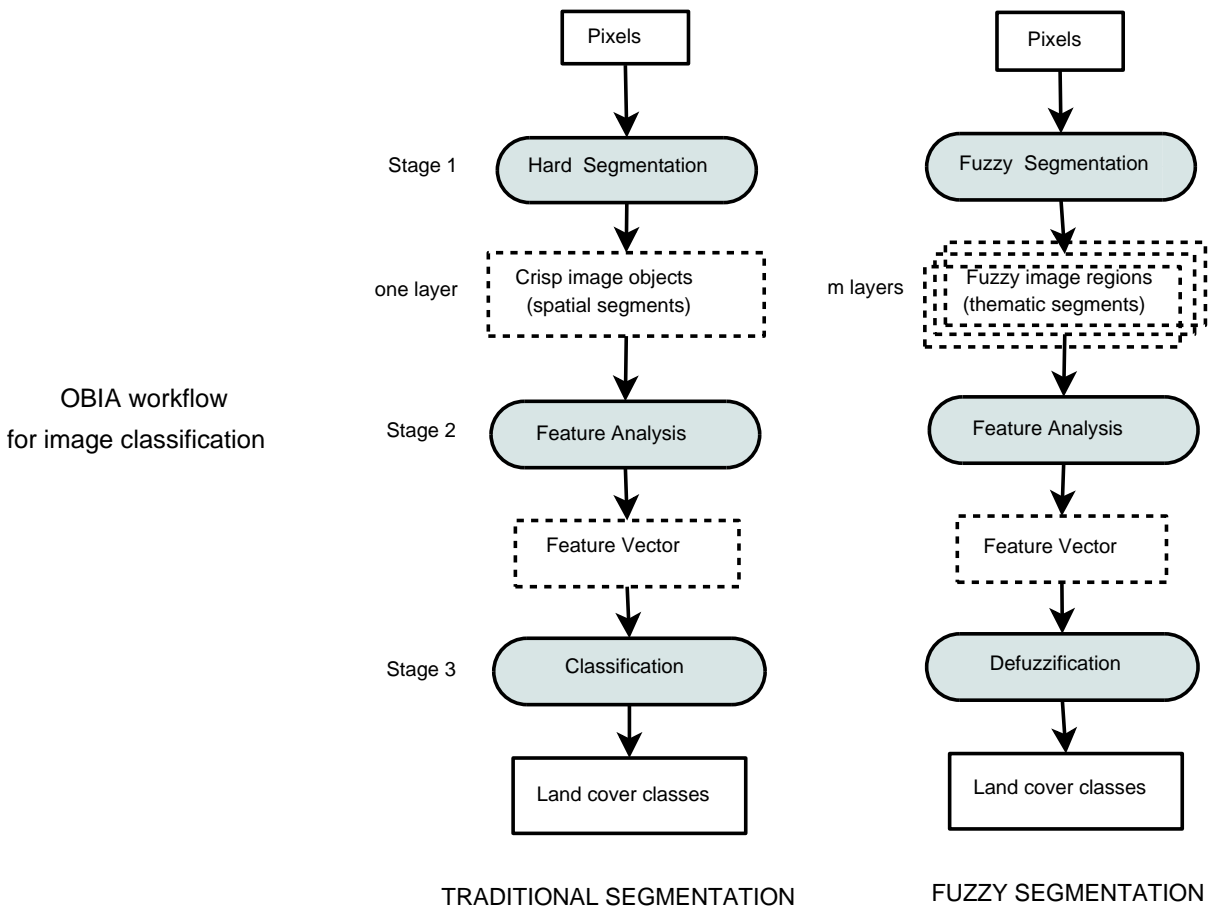 Pixels
Pixels
Stage 1
Hard Segmentation
Fuzzy Segmentation
one layer
Crisp image objects
(spatial segments)
m layers
Fuzzy image regions
(thematic segments)
OBIA workflow
for image classification
Stage 2
Feature Analysis
Feature Analysis
Feature Vector
Feature Vector
Stage 3
Classification
Defuzzification
Land cover classes
Land cover classes
TRADITIONAL SEGMENTATION
FUZZY SEGMENTATION